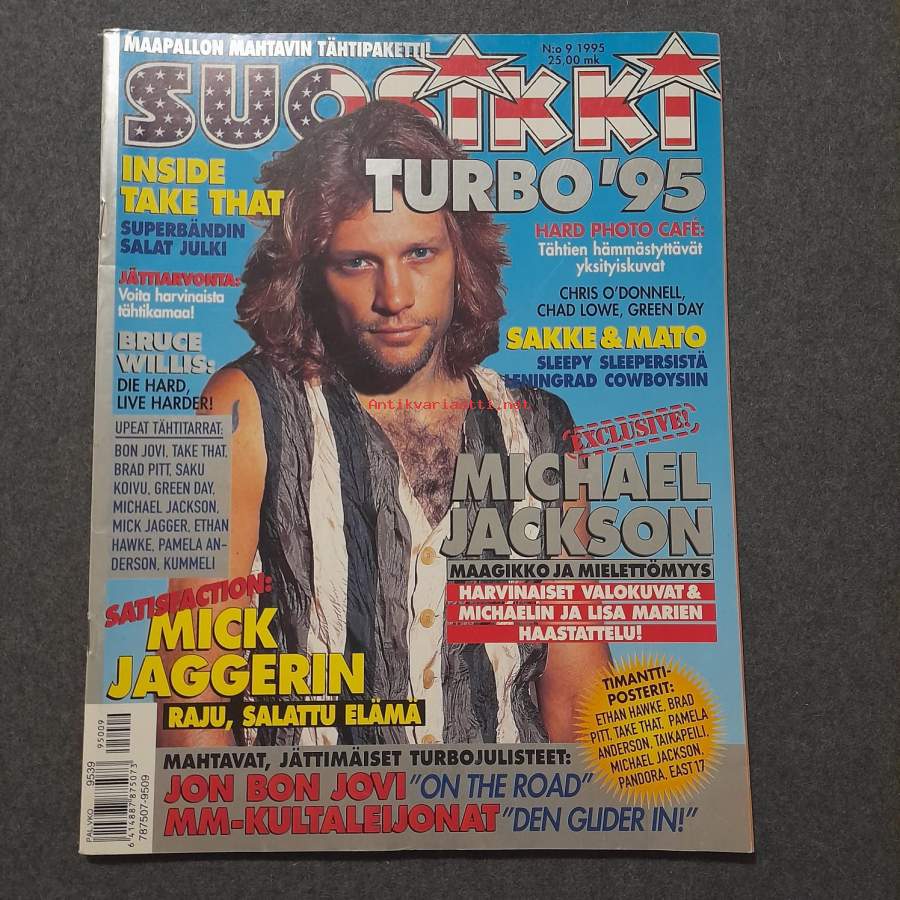 MAAPALLON MAHTAVIN TÄHTIPAKETTI!
N:o 9 1995
25,00 mk
SUOSIKKI
TURBO '95
INSIDE
TAKE THAT
SUPERBÄNDIN
SALAT JULKI
JÄTTIARVONTA:
Voita harvinaista
tähtikamaa!
BRUCE
WILLIS:
DIE HARD,
LIVE HARDER!
UPEAT TÄHTITARRAT:
BON JOVI, TAKE THAT,
BRAD PITT, SAKU
KOIVU, GREEN DAY,
MICHAEL JACKSON,
MICK JAGGER, ETHAN
HAWKE, PAMELA AN-
DERSON, KUMMELI
HARD PHOTO CAFÉ:
Tähtien hämmästyttävät
yksityiskuvat
CHRIS O'DONNELL,
CHAD LOWE, GREEN DAY
SAKKE & MATO
SLEEPY SLEEPERSISTÄ
LENINGRAD COWBOYSIIN
Antikvariaatti.net
EXCLUSIVE!
MICHAEL
JACKSON
MAAGIKKO JA MIELETTÖMYYS
HARVINAISET VALOKUVAT &
MICHAELIN JA LISA MARIEN
HAASTATTELU!
SATISFACTION:
MICK
JAGGERIN
RAJU, SALATTU ELÄMÄ
TIMANTTI-
POSTERIT:
ETHAN HAWKE, BRAD
PITT, TAKE THAT, PAMELA
ANDERSON, TAIKAPEILI,
MICHAEL JACKSON,
PANDORA, EAST 17
MAHTAVAT, JÄTTIMÄISET TURBOJULISTEET:
JON BON JOVI "ON THE ROAD"
MM-KULTALEIJONAT "DEN GLIDER IN!"
PALVKO 9539
95009
6 414887 875073
787507-9509